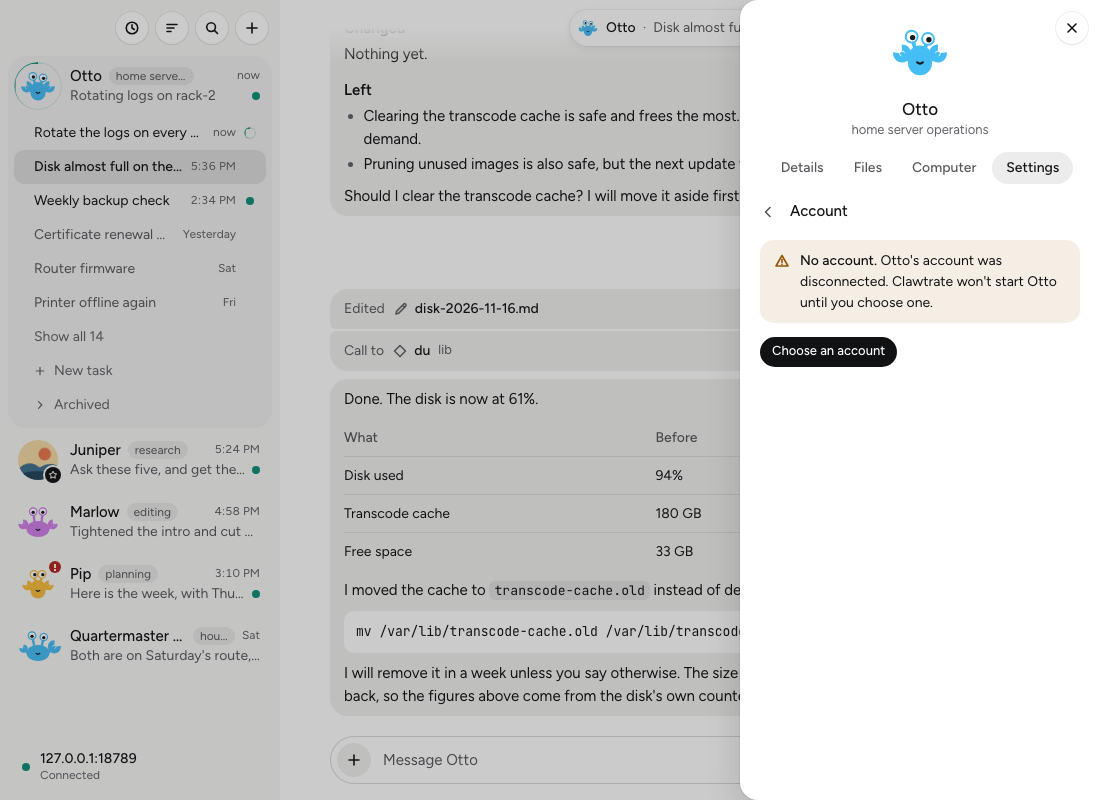 Otto home serve... now
Rotating logs on rack-2
Rotate the logs on every ... now
Disk almost full on the... 5:36 PM
Weekly backup check 2:34 PM
Certificate renewal ... Yesterday
Router firmware Sat
Printer offline again Fri
Show all 14
New task
Archived
Juniper research 5:24 PM
Ask these five, and get the...
Marlow editing 4:58 PM
Tightened the intro and cut ...
Pip planning 3:10 PM
Here is the week, with Thu...
Quartermaster ... hou... Sat
Both are on Saturday's route,...
127.0.0.1:18789
Connected
Otto · Disk almost fu
Changed
Nothing yet.
Left
Clearing the transcode cache is safe and frees the most.
demand.
Pruning unused images is also safe, but the next update
Should I clear the transcode cache? I will move it aside first
Edited disk-2026-11-16.md
Call to du lib
Done. The disk is now at 61%.
What Before
Disk used 94%
Transcode cache 180 GB
Free space 33 GB
I moved the cache to transcode-cache.old instead of de
mv /var/lib/transcode-cache.old /var/lib/transcod
I will remove it in a week unless you say otherwise. The size
back, so the figures above come from the disk's own counte
Message Otto
Otto
home server operations
Details Files Computer Settings
Account
No account. Otto's account was
disconnected. Clawtrate won't start Otto
until you choose one.
Choose an account